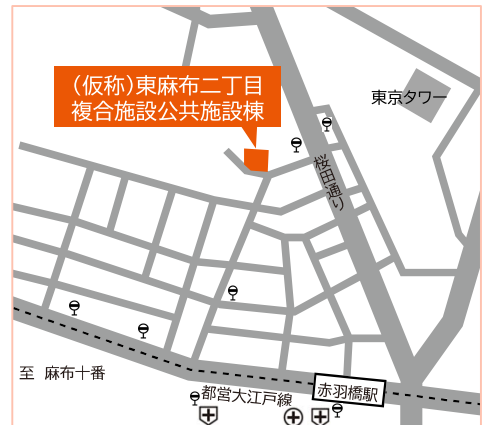 （仮称）東麻布二丁目
複合施設公共施設棟
東京タワー
桜田通り
至 麻布十番
都営大江戸線
赤羽橋駅